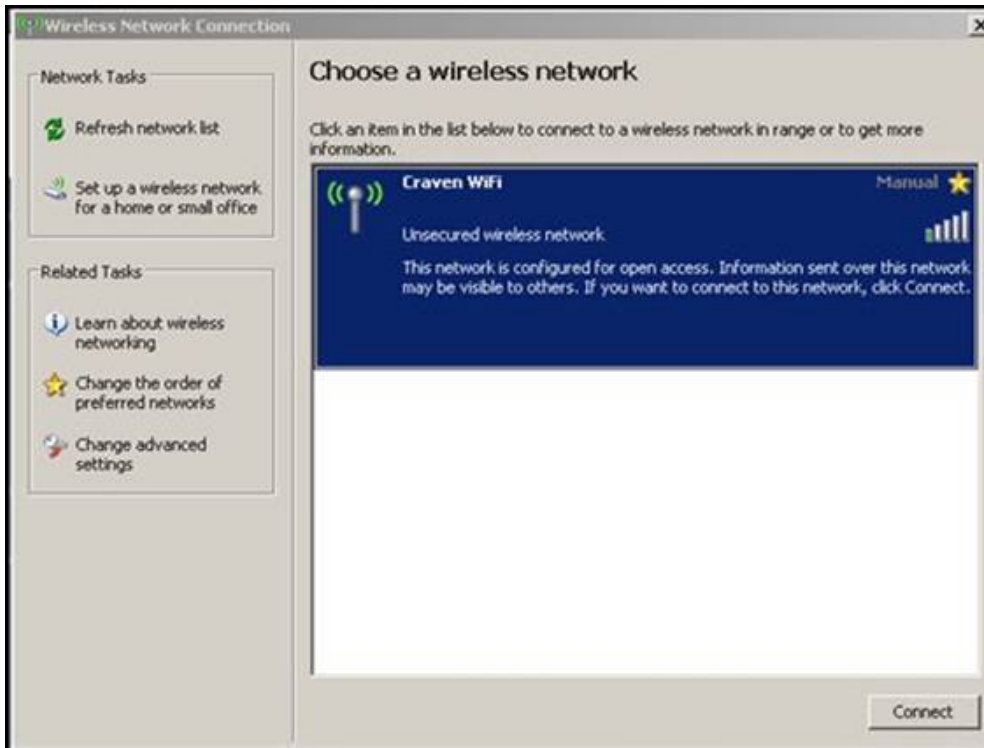 Wireless Network Connection
Network Tasks
Refresh network list
Set up a wireless network
for a home or small office
Related Tasks
Learn about wireless
networking
Change the order of
preferred networks
Change advanced
settings
Choose a wireless network
Click an item in the list below to connect to a wireless network in range or to get more
information.
Craven WiFi
Manual
Unsecured wireless network
This network is configured for open access. Information sent over this network
may be visible to others. If you want to connect to this network, click Connect.
Connect